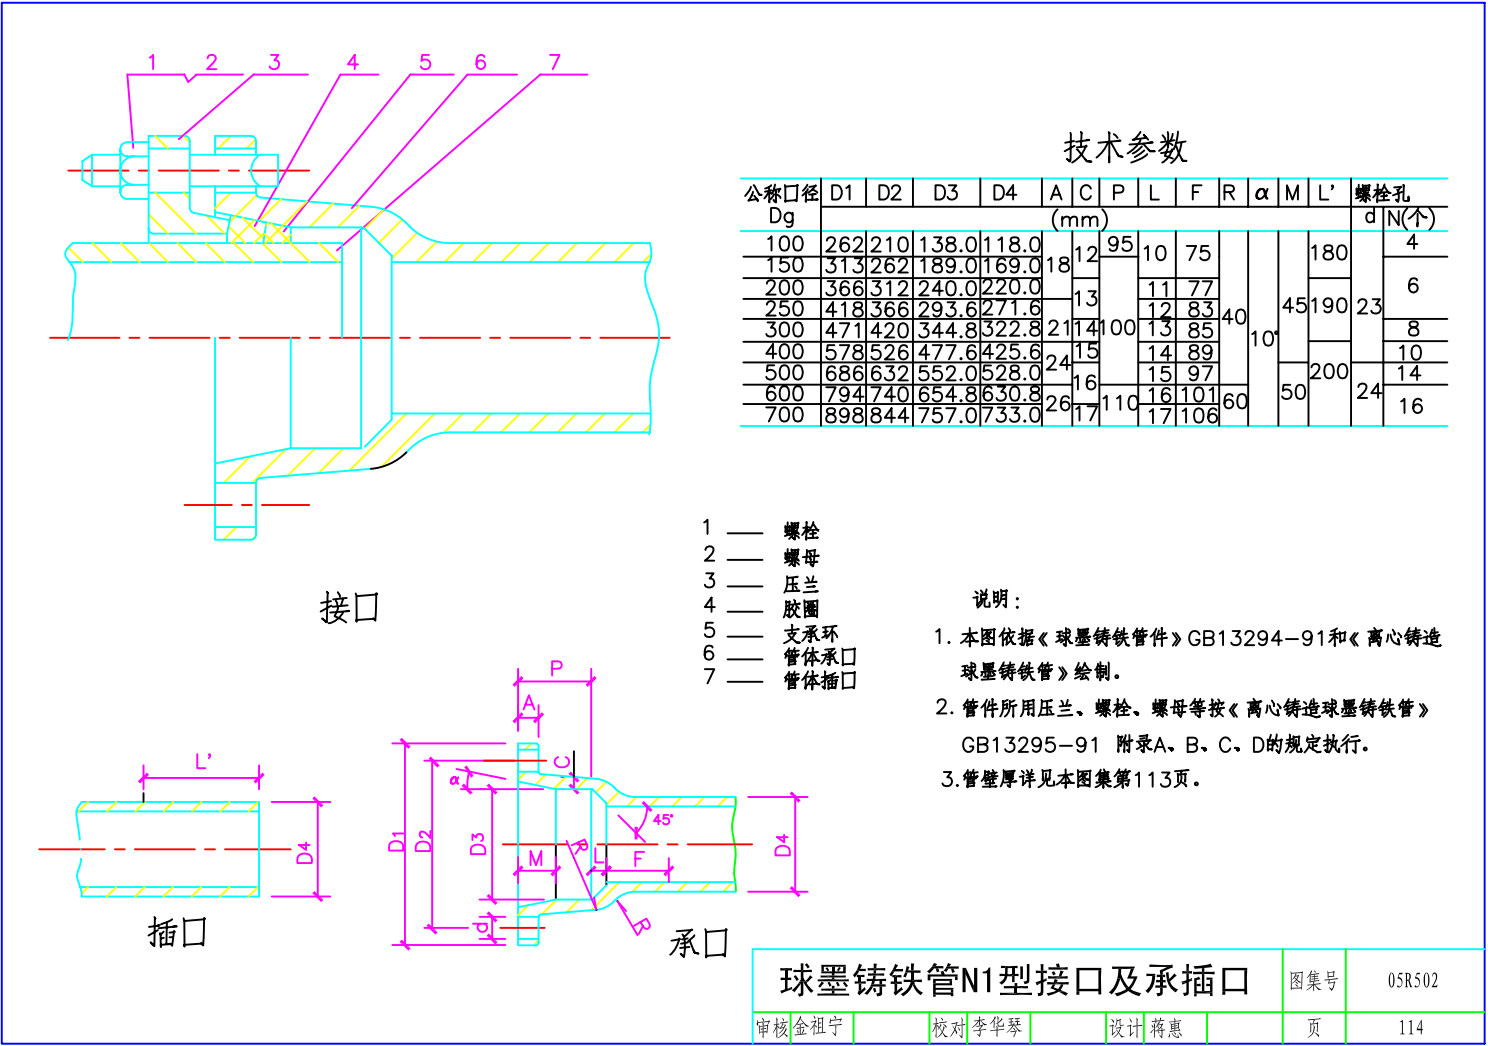 1 2 3 4 5 6 7
接口
技术参数
公称口径 Dg D1 D2 D3 D4 A C P L F R α M L' 螺栓孔
(mm) d N(个)
100 262 210 138.0 118.0 18 12 95 10 75 40 10° 45 180 23 4
150 313 262 189.0 169.0 100 6
200 366 312 240.0 220.0 13 11 77 190
250 418 366 293.6 271.6 21 12 83
300 471 420 344.8 322.8 14 13 85 8
400 578 526 477.6 425.6 24 15 14 89 200 10
500 686 632 552.0 528.0 16 15 97 50 24 14
600 794 740 654.8 630.8 26 110 16 101 60 16
700 898 844 757.0 733.0 17 17 106
1 螺栓
2 螺母
3 压兰
4 胶圈
5 支承环
6 管体承口
7 管体插口
说明：
1. 本图依据《球墨铸铁管件》GB13294-91和《离心铸造
球墨铸铁管》绘制。
2. 管件所用压兰、螺栓、螺母等按《离心铸造球墨铸铁管》
GB13295-91 附录A、B、C、D的规定执行。
3.管壁厚详见本图集第113页。
L'
D4
插口
P
A
C
α
D1
D2
D3
M
R
L
F
45°
D4
d
R
承口
球墨铸铁管N1型接口及承插口 图集号 05R502
审核 金祖宁 校对 李华琴 设计 蒋惠 页 114